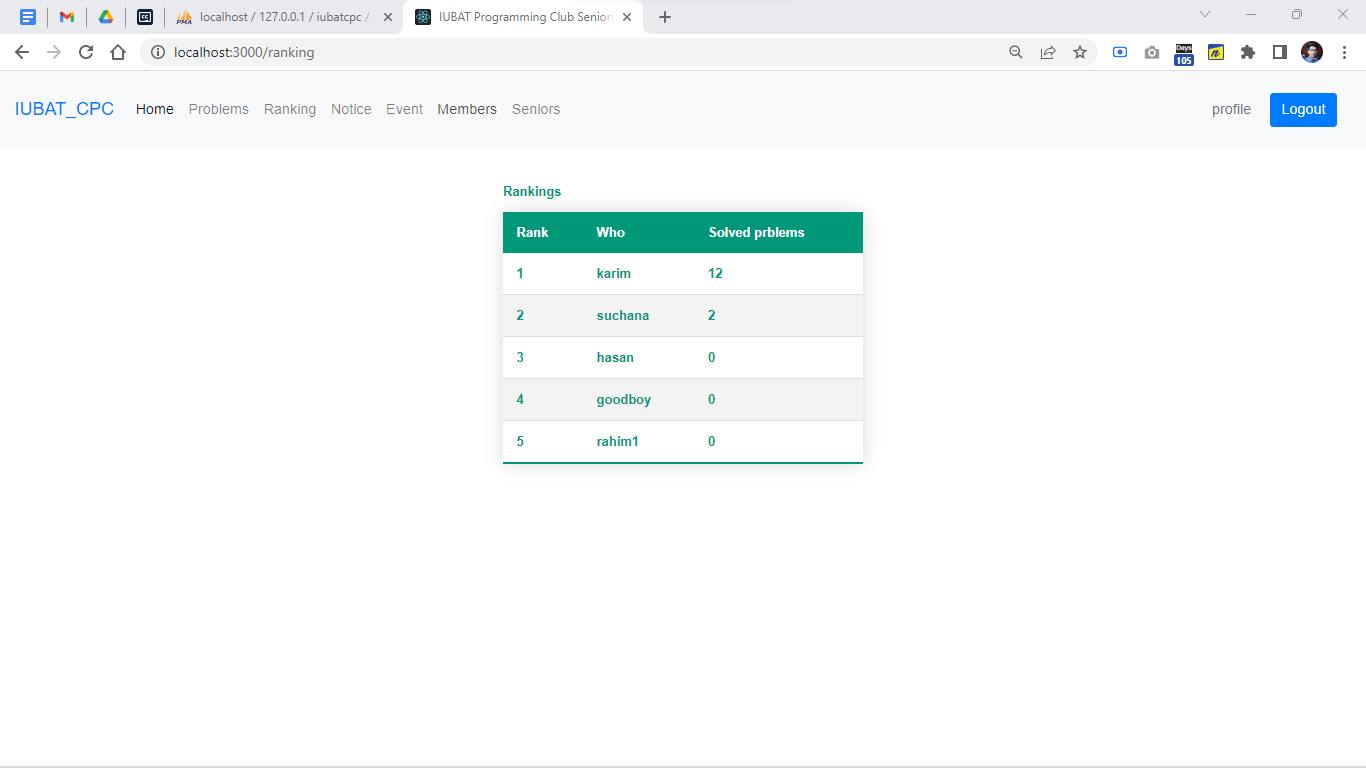 localhost / 127.0.0.1 / iubatcpc /
IUBAT Programming Club Senior
localhost:3000/ranking
Days
105
IUBAT_CPC Home Problems Ranking Notice Event Members Seniors profile Logout
Rankings
Rank Who Solved prblems
1 karim 12
2 suchana 2
3 hasan 0
4 goodboy 0
5 rahim1 0